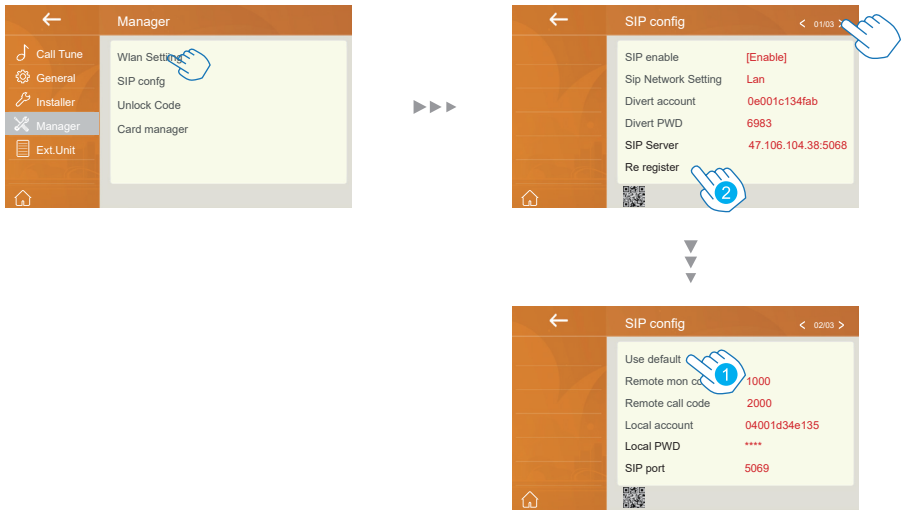 Manager
Call Tune
General
Installer
Manager
Ext.Unit
Wlan Setting
SIP confg
Unlock Code
Card manager
SIP config
< 01/03 >
SIP enable [Enable]
Sip Network Setting Lan
Divert account 0e001c134fab
Divert PWD 6983
SIP Server 47.106.104.38:5068
Re register
2
SIP config
< 02/03 >
Use default
1
Remote mon 1000
Remote call code 2000
Local account 04001d34e135
Local PWD ****
SIP port 5069